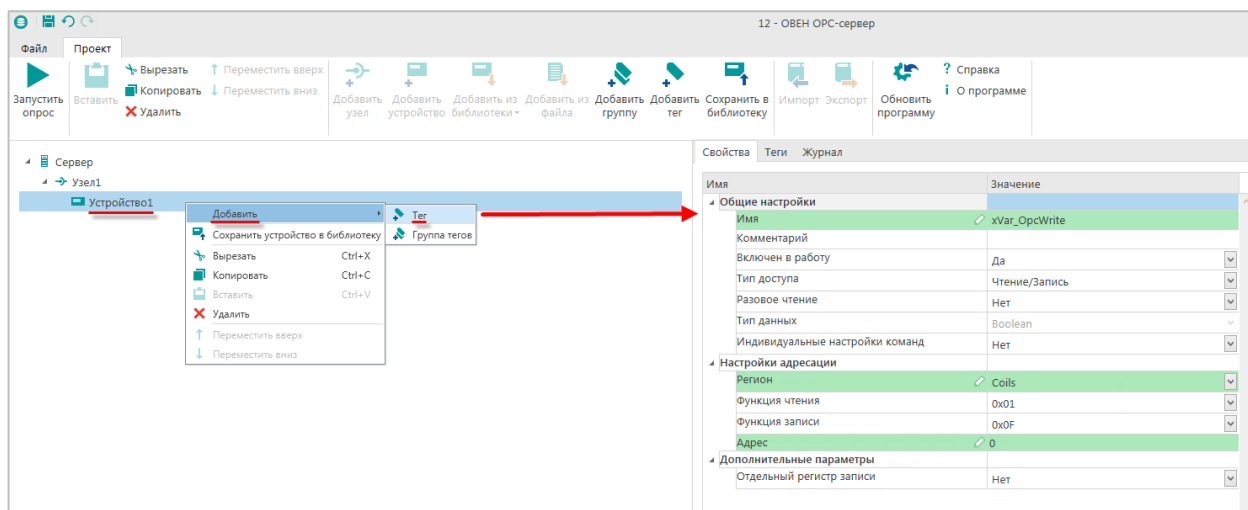 12 - ОВЕН OPC-сервер
Файл Проект
Запустить опрос
Вставить
Вырезать
Копировать
Удалить
Переместить вверх
Переместить вниз
Добавить узел
Добавить устройство
Добавить из библиотеки
Добавить из файла
Добавить группу
Добавить тег
Сохранить в библиотеку
Импорт
Экспорт
Обновить программу
? Справка
i О программе
Сервер
Узел1
Устройство1
Добавить
Сохранить устройство в библиотеку
Вырезать Ctrl+X
Копировать Ctrl+C
Вставить Ctrl+V
Удалить
Переместить вверх
Переместить вниз
Тег
Группа тегов
Свойства Теги Журнал
Имя Значение
Общие настройки
Имя xVar_OpcWrite
Комментарий
Включен в работу Да
Тип доступа Чтение/Запись
Разовое чтение Нет
Тип данных Boolean
Индивидуальные настройки команд Нет
Настройки адресации
Регион Coils
Функция чтения 0x01
Функция записи 0x0F
Адрес 0
Дополнительные параметры
Отдельный регистр записи Нет